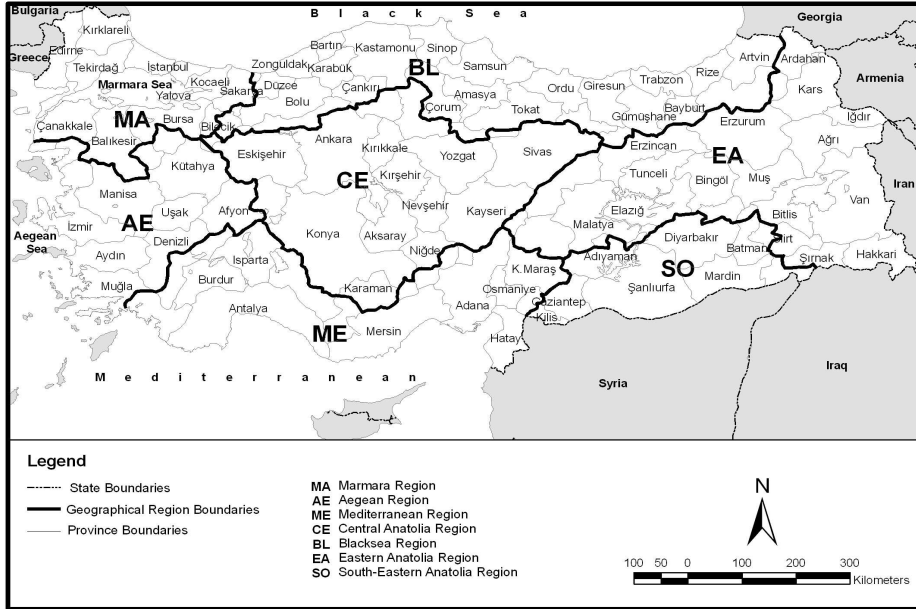 Bulgaria
B l a c k S e a
Georgia
Kırklareli
Edirne
Greece
Tekirdağ
İstanbul
Marmara Sea
Kocaeli
Yalova
Sakarya
Zonguldak
Bartın
Karabük
Kastamonu
Sinop
Düzce
Bolu
Çankırı
BL
Samsun
Çorum
Amasya
Tokat
Ordu
Giresun
Trabzon
Rize
Artvin
Ardahan
Armenia
Kars
Gümüşhane
Bayburt
Erzurum
Iğdır
Çanakkale
MA
Bursa
Bilecik
Balıkesir
Kütahya
Eskişehir
Ankara
Kırıkkale
Yozgat
Sivas
Erzincan
EA
Ağrı
Iran
CE
Kırşehir
Tunceli
Bingöl
Muş
Van
Manisa
Uşak
Afyon
Nevşehir
Kayseri
Elazığ
Malatya
Bitlis
Aegean
Sea
Izmir
AE
Denizli
Konya
Aksaray
Niğde
Diyarbakır
Batman
Siirt
Şırnak
Hakkari
Aydın
Isparta
Burdur
Adıyaman
SO
Mardin
Şanlıurfa
Muğla
Antalya
Karaman
K.Maraş
Osmaniye
Gaziantep
Kilis
Adana
ME
Mersin
Hatay
M e d i t e r r a n e a n
Syria
Iraq
Legend
State Boundaries
Geographical Region Boundaries
Province Boundaries
MA Marmara Region
AE Aegean Region
ME Mediterranean Region
CE Central Anatolia Region
BL Blacksea Region
EA Eastern Anatolia Region
SO South-Eastern Anatolia Region
N
100 50 0 100 200 300
Kilometers